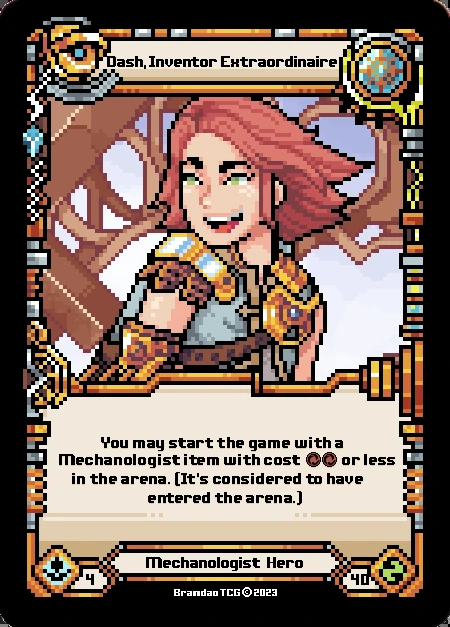 Dash, Inventor Extraordinaire
You may start the game with a
Mechanologist item with cost or less
in the arena. (It's considered to have
entered the arena.)
Mechanologist Hero
4
40
Brandao TCG © 2023